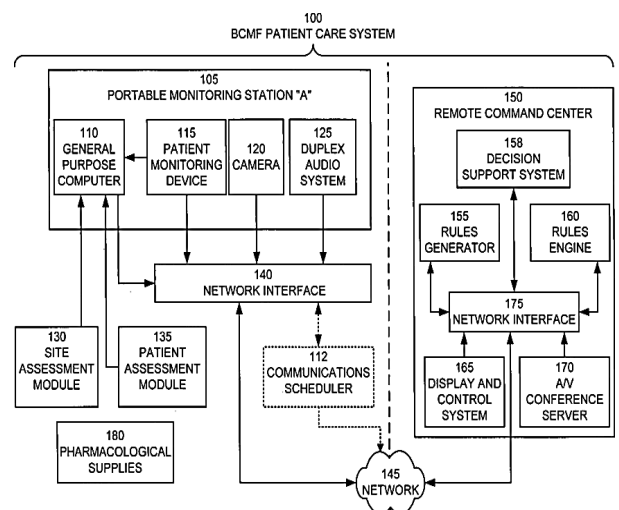 100
BCMF PATIENT CARE SYSTEM
105
PORTABLE MONITORING STATION "A"
110
GENERAL
PURPOSE
COMPUTER
115
PATIENT
MONITORING
DEVICE
120
CAMERA
125
DUPLEX
AUDIO
SYSTEM
140
NETWORK INTERFACE
130
SITE
ASSESSMENT
MODULE
135
PATIENT
ASSESSMENT
MODULE
112
COMMUNICATIONS
SCHEDULER
180
PHARMACOLOGICAL
SUPPLIES
145
NETWORK
150
REMOTE COMMAND CENTER
158
DECISION
SUPPORT SYSTEM
155
RULES
GENERATOR
160
RULES
ENGINE
175
NETWORK INTERFACE
165
DISPLAY AND
CONTROL
SYSTEM
170
A/V
CONFERENCE
SERVER